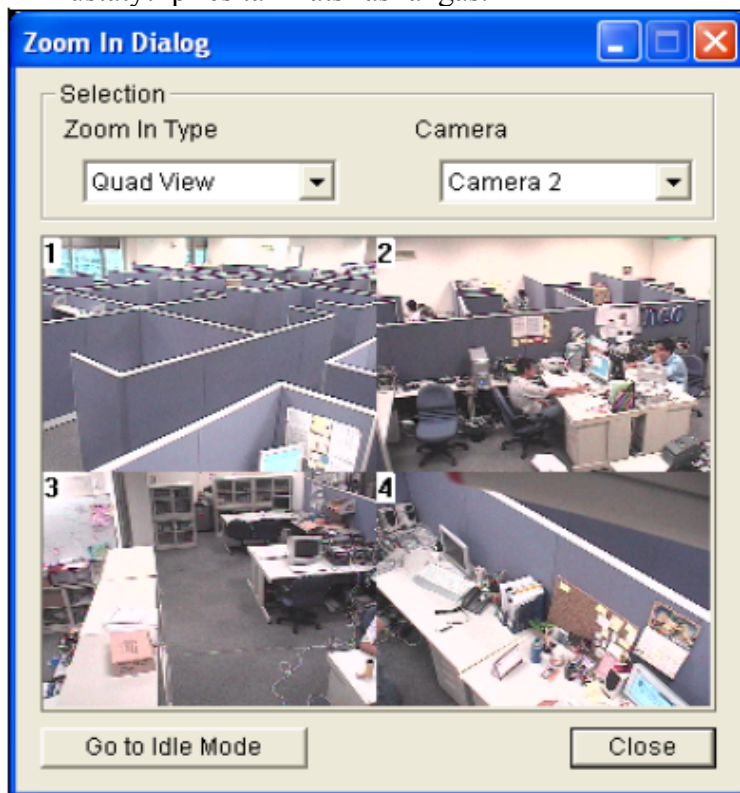 Zoom In Dialog
Selection
Zoom In Type
Camera
Quad View
Camera 2
1
2
3
4
Go to Idle Mode
Close